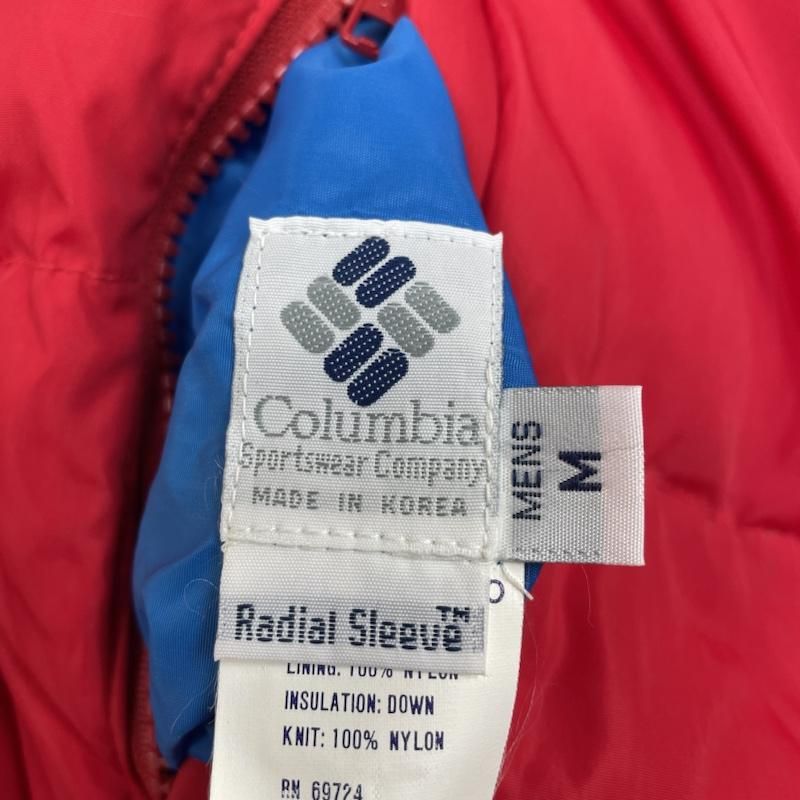 Columbia
Sportswear Company
MADE IN KOREA
MENS
M
Radial Sleeve™
LINING: 100% NYLON
INSULATION: DOWN
KNIT: 100% NYLON
RN 69724